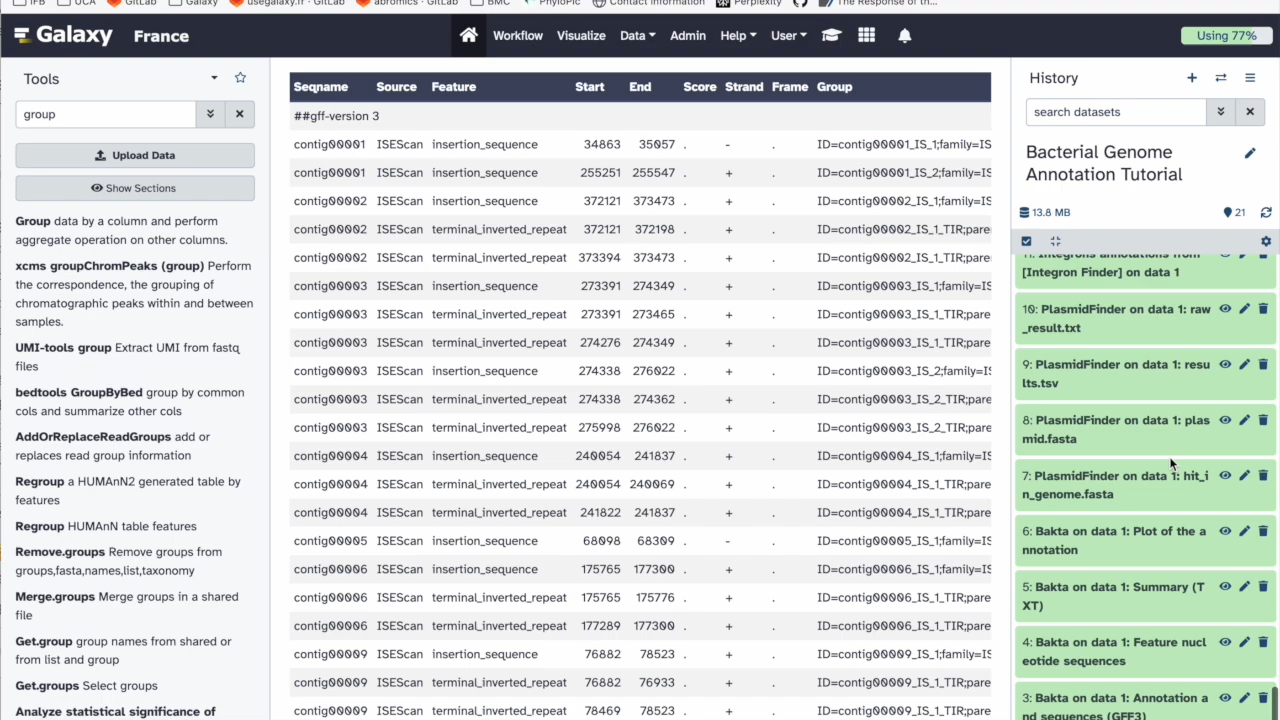 IFB UCA GitLab Galaxy usegalaxy.fr · GitLab abromics · GitLab BMC PhyloPic Contact information Perplexity The Response of th...
Galaxy France
Workflow Visualize Data Admin Help User
Using 77%
Tools
group
Upload Data
Show Sections
Group data by a column and perform
aggregate operation on other columns.
xcms groupChromPeaks (group) Perform
the correspondence, the grouping of
chromatographic peaks within and between
samples.
UMI-tools group Extract UMI from fastq
files
bedtools GroupByBed group by common
cols and summarize other cols
AddOrReplaceReadGroups add or
replaces read group information
Regroup a HUMAnN2 generated table by
features
Regroup HUMAnN table features
Remove.groups Remove groups from
groups,fasta,names,list,taxonomy
Merge.groups Merge groups in a shared
file
Get.group group names from shared or
from list and group
Get.groups Select groups
Analyze statistical significance of
Seqname Source Feature Start End Score Strand Frame Group
##gff-version 3
contig00001 ISEScan insertion_sequence 34863 35057 . - . ID=contig00001_IS_1;family=IS
contig00001 ISEScan insertion_sequence 255251 255547 . + . ID=contig00001_IS_2;family=IS
contig00002 ISEScan insertion_sequence 372121 373473 . + . ID=contig00002_IS_1;family=IS
contig00002 ISEScan terminal_inverted_repeat 372121 372198 . + . ID=contig00002_IS_1_TIR;pare
contig00002 ISEScan terminal_inverted_repeat 373394 373473 . + . ID=contig00002_IS_1_TIR;pare
contig00003 ISEScan insertion_sequence 273391 274349 . + . ID=contig00003_IS_1;family=IS
contig00003 ISEScan terminal_inverted_repeat 273391 273465 . + . ID=contig00003_IS_1_TIR;pare
contig00003 ISEScan terminal_inverted_repeat 274276 274349 . + . ID=contig00003_IS_1_TIR;pare
contig00003 ISEScan insertion_sequence 274338 276022 . + . ID=contig00003_IS_2;family=IS
contig00003 ISEScan terminal_inverted_repeat 274338 274362 . + . ID=contig00003_IS_2_TIR;pare
contig00003 ISEScan terminal_inverted_repeat 275998 276022 . + . ID=contig00003_IS_2_TIR;pare
contig00004 ISEScan insertion_sequence 240054 241837 . + . ID=contig00004_IS_1;family=IS
contig00004 ISEScan terminal_inverted_repeat 240054 240069 . + . ID=contig00004_IS_1_TIR;pare
contig00004 ISEScan terminal_inverted_repeat 241822 241837 . + . ID=contig00004_IS_1_TIR;pare
contig00005 ISEScan insertion_sequence 68098 68309 . - . ID=contig00005_IS_1;family=IS
contig00006 ISEScan insertion_sequence 175765 177300 . + . ID=contig00006_IS_1;family=IS
contig00006 ISEScan terminal_inverted_repeat 175765 175776 . + . ID=contig00006_IS_1_TIR;pare
contig00006 ISEScan terminal_inverted_repeat 177289 177300 . + . ID=contig00006_IS_1_TIR;pare
contig00009 ISEScan insertion_sequence 76882 78523 . + . ID=contig00009_IS_1;family=IS
contig00009 ISEScan terminal_inverted_repeat 76882 76933 . + . ID=contig00009_IS_1_TIR;pare
contig00009 ISEScan terminal_inverted_repeat 78469 78523 . + . ID=contig00009_IS_1_TIR;pare
History
search datasets
Bacterial Genome
Annotation Tutorial
13.8 MB 21
11: Integrons annotations from
[Integron Finder] on data 1
10: PlasmidFinder on data 1: raw
_result.txt
9: PlasmidFinder on data 1: resu
lts.tsv
8: PlasmidFinder on data 1: plas
mid.fasta
7: PlasmidFinder on data 1: hit_i
n_genome.fasta
6: Bakta on data 1: Plot of the a
nnotation
5: Bakta on data 1: Summary (T
XT)
4: Bakta on data 1: Feature nucl
eotide sequences
3: Bakta on data 1: Annotation a
nd sequences (GFF3)